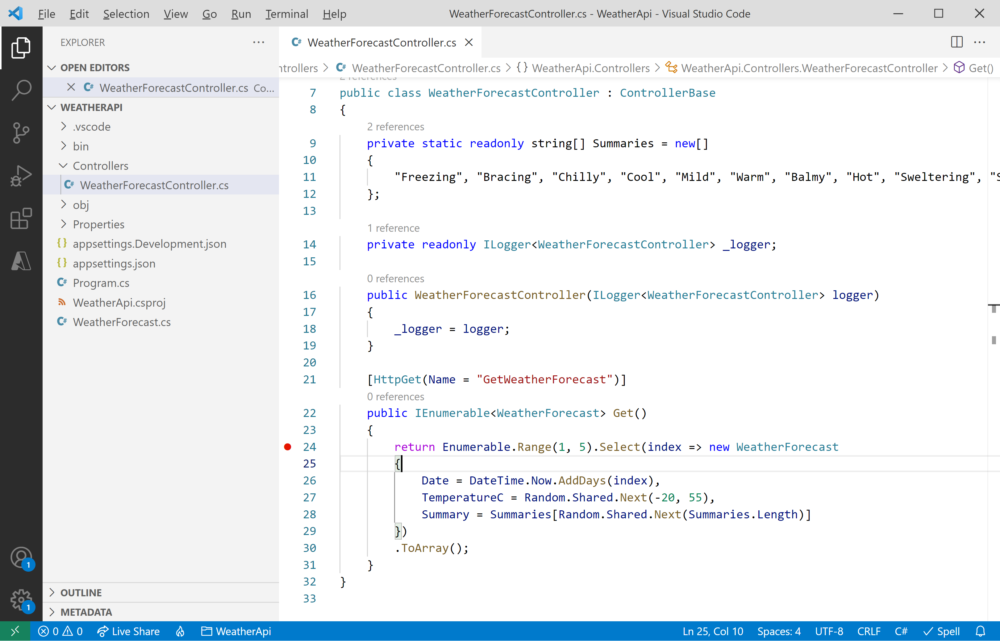 File Edit Selection View Go Run Terminal Help WeatherForecastController.cs - WeatherApi - Visual Studio Code
EXPLORER
OPEN EDITORS
WeatherForecastController.cs Co...
WEATHERAPI
.vscode
bin
Controllers
WeatherForecastController.cs
obj
Properties
appsettings.Development.json
appsettings.json
Program.cs
WeatherApi.csproj
WeatherForecast.cs
OUTLINE
METADATA
1
1
WeatherForecastController.cs
ntrollers > WeatherForecastController.cs > {} WeatherApi.Controllers > WeatherApi.Controllers.WeatherForecastController > Get()
2 references
7 public class WeatherForecastController : ControllerBase
8 {
2 references
9 private static readonly string[] Summaries = new[]
10 {
11 "Freezing", "Bracing", "Chilly", "Cool", "Mild", "Warm", "Balmy", "Hot", "Sweltering", "S
12 };
13
1 reference
14 private readonly ILogger<WeatherForecastController> _logger;
15
0 references
16 public WeatherForecastController(ILogger<WeatherForecastController> logger)
17 {
18 _logger = logger;
19 }
20
21 [HttpGet(Name = "GetWeatherForecast")]
0 references
22 public IEnumerable<WeatherForecast> Get()
23 {
24 return Enumerable.Range(1, 5).Select(index => new WeatherForecast
25 {
26 Date = DateTime.Now.AddDays(index),
27 TemperatureC = Random.Shared.Next(-20, 55),
28 Summary = Summaries[Random.Shared.Next(Summaries.Length)]
29 })
30 .ToArray();
31 }
32 }
33
0 0 Live Share WeatherApi Ln 25, Col 10 Spaces: 4 UTF-8 CRLF C# Spell